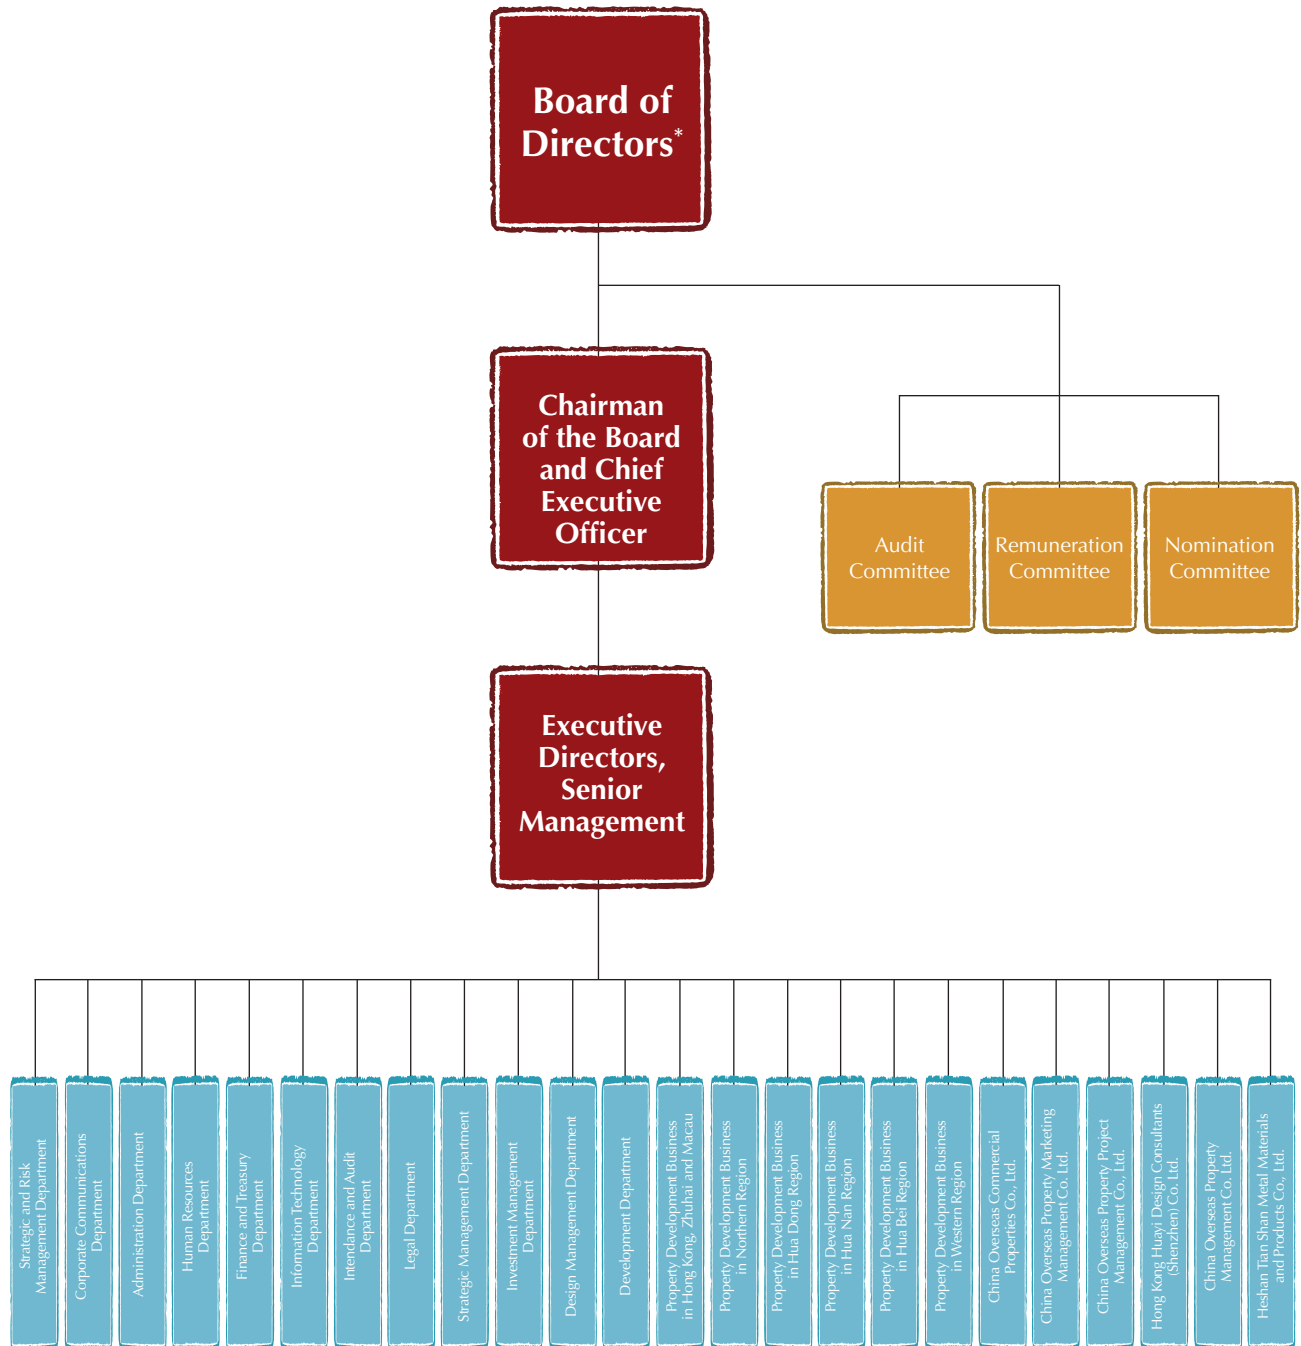 Board of
Directors*
Chairman
of the Board
and Chief
Executive
Officer
Audit
Committee
Remuneration
Committee
Nomination
Committee
Executive
Directors,
Senior
Management
Strategic and Risk
Management Department
Corporate Communications
Department
Administration Department
Human Resources
Department
Finance and Treasury
Department
Information Technology
Department
Intendance and Audit
Department
Legal Department
Strategic Management Department
Investment Management
Department
Design Management Department
Development Department
Property Development Business
in Hong Kong, Zhuhai and Macau
Property Development Business
in Northern Region
Property Development Business
in Hua Dong Region
Property Development Business
in Hua Nan Region
Property Development Business
in Hua Bei Region
Property Development Business
in Western Region
China Overseas Commercial
Properties Co., Ltd.
China Overseas Property Marketing
Management Co. Ltd.
China Overseas Property Project
Management Co., Ltd.
Hong Kong Huayi Design Consultants
(Shenzhen) Co. Ltd.
China Overseas Property
Management Co. Ltd.
Heshan Tian Shan Metal Materials
and Products Co., Ltd.